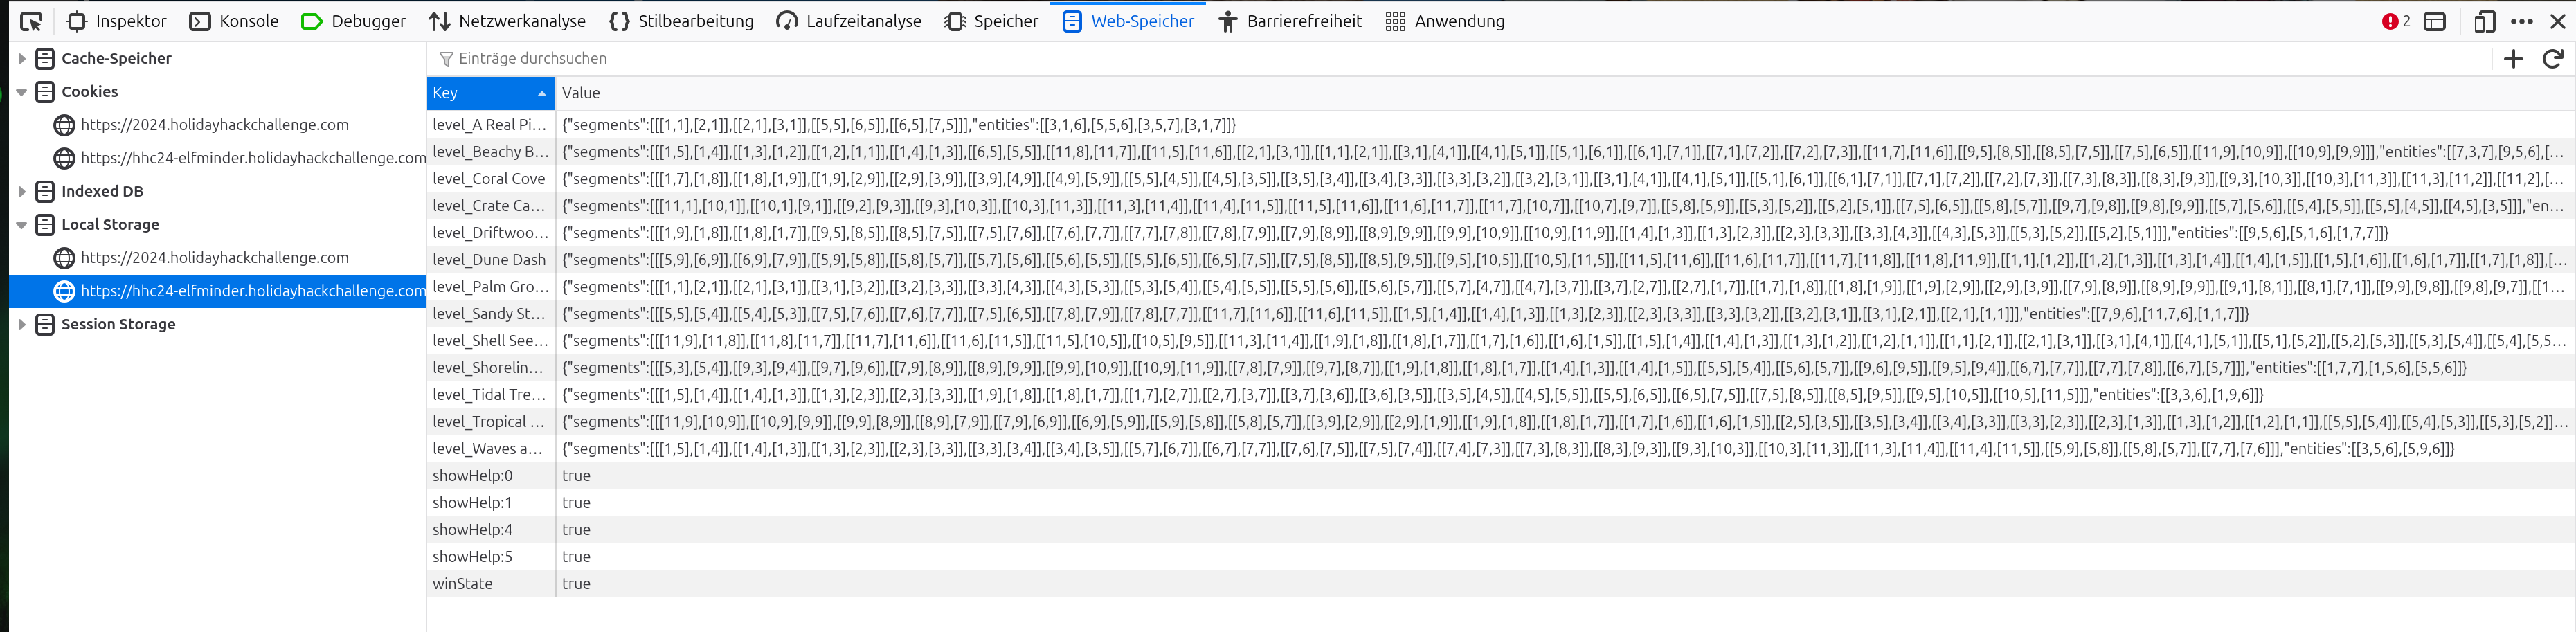 Inspektor Konsole Debugger Netzwerkanalyse Stilbearbeitung Laufzeitanalyse Speicher Web-Speicher Barrierefreiheit Anwendung 2
Cache-Speicher
Cookies
https://2024.holidayhackchallenge.com
https://hhc24-elfminder.holidayhackchallenge.com
Indexed DB
Local Storage
https://2024.holidayhackchallenge.com
https://hhc24-elfminder.holidayhackchallenge.com
Session Storage
Einträge durchsuchen
Key Value
level_A Real Pi… {"segments":[[[1,1],[2,1]],[[2,1],[3,1]],[[5,5],[6,5]],[[6,5],[7,5]]],"entities":[[3,1,6],[5,5,6],[3,5,7],[3,1,7]]}
level_Beachy B… {"segments":[[[1,5],[1,4]],[[1,3],[1,2]],[[1,2],[1,1]],[[1,4],[1,3]],[[6,5],[5,5]],[[11,8],[11,7]],[[11,5],[11,6]],[[2,1],[3,1]],[[1,1],[2,1]],[[3,1],[4,1]],[[4,1],[5,1]],[[5,1],[6,1]],[[6,1],[7,1]],[[7,1],[7,2]],[[7,2],[7,3]],[[11,7],[11,6]],[[9,5],[8,5]],[[8,5],[7,5]],[[7,5],[6,5]],[[11,9],[10,9]],[[10,9],[9,9]]],"entities":[[7,3,7],[9,5,6],[…
level_Coral Cove {"segments":[[[1,7],[1,8]],[[1,8],[1,9]],[[1,9],[2,9]],[[2,9],[3,9]],[[3,9],[4,9]],[[4,9],[5,9]],[[5,5],[4,5]],[[4,5],[3,5]],[[3,5],[3,4]],[[3,4],[3,3]],[[3,3],[3,2]],[[3,2],[3,1]],[[3,1],[4,1]],[[4,1],[5,1]],[[5,1],[6,1]],[[6,1],[7,1]],[[7,1],[7,2]],[[7,2],[7,3]],[[7,3],[8,3]],[[8,3],[9,3]],[[9,3],[10,3]],[[10,3],[11,3]],[[11,3],[11,2]],[[11,2],[…
level_Crate Ca… {"segments":[[[11,1],[10,1]],[[10,1],[9,1]],[[9,2],[9,3]],[[9,3],[10,3]],[[10,3],[11,3]],[[11,3],[11,4]],[[11,4],[11,5]],[[11,5],[11,6]],[[11,6],[11,7]],[[11,7],[10,7]],[[10,7],[9,7]],[[5,8],[5,9]],[[5,3],[5,2]],[[5,2],[5,1]],[[7,5],[6,5]],[[5,8],[5,7]],[[9,7],[9,8]],[[9,8],[9,9]],[[5,7],[5,6]],[[5,4],[5,5]],[[5,5],[4,5]],[[4,5],[3,5]]],"en…
level_Driftwoo… {"segments":[[[1,9],[1,8]],[[1,8],[1,7]],[[9,5],[8,5]],[[8,5],[7,5]],[[7,5],[7,6]],[[7,6],[7,7]],[[7,7],[7,8]],[[7,8],[7,9]],[[7,9],[8,9]],[[8,9],[9,9]],[[9,9],[10,9]],[[10,9],[11,9]],[[1,4],[1,3]],[[1,3],[2,3]],[[2,3],[3,3]],[[3,3],[4,3]],[[4,3],[5,3]],[[5,3],[5,2]],[[5,2],[5,1]]],"entities":[[9,5,6],[5,1,6],[1,7,7]]}
level_Dune Dash {"segments":[[[5,9],[6,9]],[[6,9],[7,9]],[[5,9],[5,8]],[[5,8],[5,7]],[[5,7],[5,6]],[[5,6],[5,5]],[[5,5],[6,5]],[[6,5],[7,5]],[[7,5],[8,5]],[[8,5],[9,5]],[[9,5],[10,5]],[[10,5],[11,5]],[[11,5],[11,6]],[[11,6],[11,7]],[[11,7],[11,8]],[[11,8],[11,9]],[[1,1],[1,2]],[[1,2],[1,3]],[[1,3],[1,4]],[[1,4],[1,5]],[[1,5],[1,6]],[[1,6],[1,7]],[[1,7],[1,8]],[…
level_Palm Gro… {"segments":[[[1,1],[2,1]],[[2,1],[3,1]],[[3,1],[3,2]],[[3,2],[3,3]],[[3,3],[4,3]],[[4,3],[5,3]],[[5,3],[5,4]],[[5,4],[5,5]],[[5,5],[5,6]],[[5,6],[5,7]],[[5,7],[4,7]],[[4,7],[3,7]],[[3,7],[2,7]],[[2,7],[1,7]],[[1,7],[1,8]],[[1,8],[1,9]],[[1,9],[2,9]],[[2,9],[3,9]],[[7,9],[8,9]],[[8,9],[9,9]],[[9,1],[8,1]],[[8,1],[7,1]],[[9,9],[9,8]],[[9,8],[9,7]],[[1…
level_Sandy St… {"segments":[[[5,5],[5,4]],[[5,4],[5,3]],[[7,5],[7,6]],[[7,6],[7,7]],[[7,5],[6,5]],[[7,8],[7,9]],[[7,8],[7,7]],[[11,7],[11,6]],[[11,6],[11,5]],[[1,5],[1,4]],[[1,4],[1,3]],[[1,3],[2,3]],[[2,3],[3,3]],[[3,3],[3,2]],[[3,2],[3,1]],[[3,1],[2,1]],[[2,1],[1,1]]],"entities":[[7,9,6],[11,7,6],[1,1,7]]}
level_Shell See… {"segments":[[[11,9],[11,8]],[[11,8],[11,7]],[[11,7],[11,6]],[[11,6],[11,5]],[[11,5],[10,5]],[[10,5],[9,5]],[[11,3],[11,4]],[[1,9],[1,8]],[[1,8],[1,7]],[[1,7],[1,6]],[[1,6],[1,5]],[[1,5],[1,4]],[[1,4],[1,3]],[[1,3],[1,2]],[[1,2],[1,1]],[[1,1],[2,1]],[[2,1],[3,1]],[[3,1],[4,1]],[[4,1],[5,1]],[[5,1],[5,2]],[[5,2],[5,3]],[[5,3],[5,4]],[[5,4],[5,5…
level_Shorelin… {"segments":[[[5,3],[5,4]],[[9,3],[9,4]],[[9,7],[9,6]],[[7,9],[8,9]],[[8,9],[9,9]],[[9,9],[10,9]],[[10,9],[11,9]],[[7,8],[7,9]],[[9,7],[8,7]],[[1,9],[1,8]],[[1,8],[1,7]],[[1,4],[1,3]],[[1,4],[1,5]],[[5,5],[5,4]],[[5,6],[5,7]],[[9,6],[9,5]],[[9,5],[9,4]],[[6,7],[7,7]],[[7,7],[7,8]],[[6,7],[5,7]]],"entities":[[1,7,7],[1,5,6],[5,5,6]]}
level_Tidal Tre… {"segments":[[[1,5],[1,4]],[[1,4],[1,3]],[[1,3],[2,3]],[[2,3],[3,3]],[[1,9],[1,8]],[[1,8],[1,7]],[[1,7],[2,7]],[[2,7],[3,7]],[[3,7],[3,6]],[[3,6],[3,5]],[[3,5],[4,5]],[[4,5],[5,5]],[[5,5],[6,5]],[[6,5],[7,5]],[[7,5],[8,5]],[[8,5],[9,5]],[[9,5],[10,5]],[[10,5],[11,5]]],"entities":[[3,3,6],[1,9,6]]}
level_Tropical … {"segments":[[[11,9],[10,9]],[[10,9],[9,9]],[[9,9],[8,9]],[[8,9],[7,9]],[[7,9],[6,9]],[[6,9],[5,9]],[[5,9],[5,8]],[[5,8],[5,7]],[[3,9],[2,9]],[[2,9],[1,9]],[[1,9],[1,8]],[[1,8],[1,7]],[[1,7],[1,6]],[[1,6],[1,5]],[[2,5],[3,5]],[[3,5],[3,4]],[[3,4],[3,3]],[[3,3],[2,3]],[[2,3],[1,3]],[[1,3],[1,2]],[[1,2],[1,1]],[[5,5],[5,4]],[[5,4],[5,3]],[[5,3],[5,2]]…
level_Waves a… {"segments":[[[1,5],[1,4]],[[1,4],[1,3]],[[1,3],[2,3]],[[2,3],[3,3]],[[3,3],[3,4]],[[3,4],[3,5]],[[5,7],[6,7]],[[6,7],[7,7]],[[7,6],[7,5]],[[7,5],[7,4]],[[7,4],[7,3]],[[7,3],[8,3]],[[8,3],[9,3]],[[9,3],[10,3]],[[10,3],[11,3]],[[11,3],[11,4]],[[11,4],[11,5]],[[5,9],[5,8]],[[5,8],[5,7]],[[7,7],[7,6]]],"entities":[[3,5,6],[5,9,6]]}
showHelp:0 true
showHelp:1 true
showHelp:4 true
showHelp:5 true
winState true